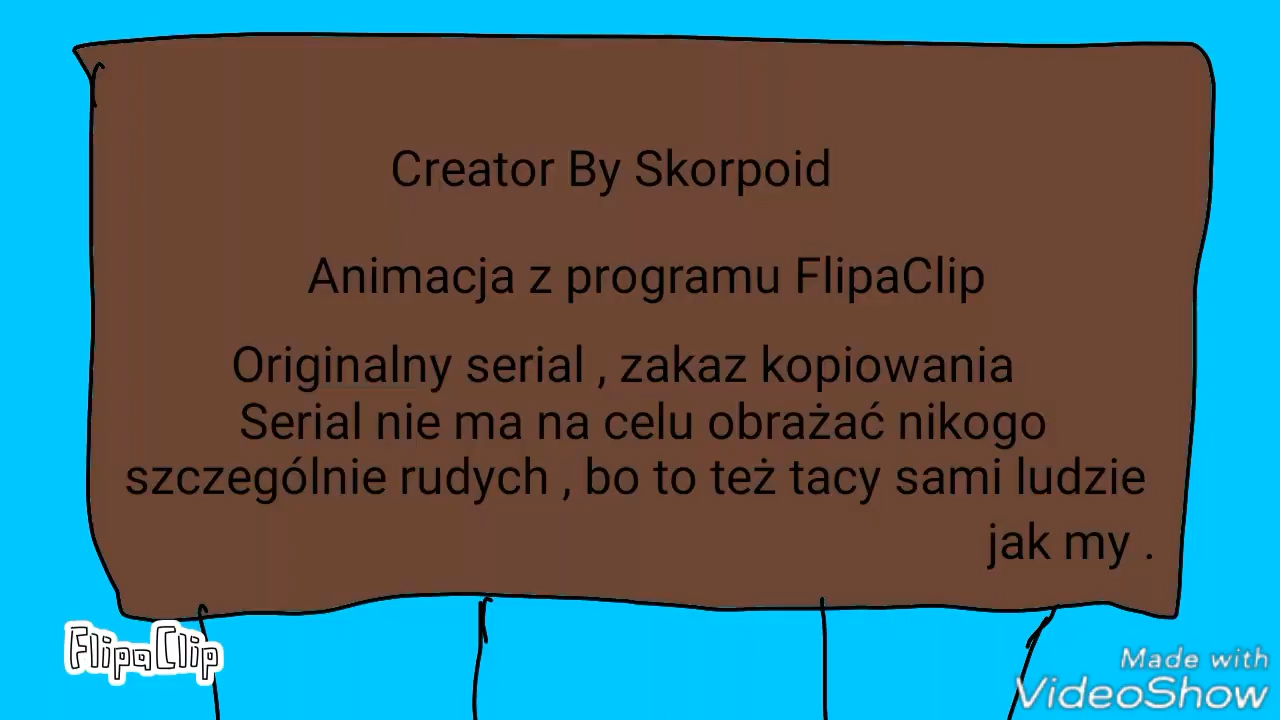 Creator By Skorpoid
Animacja z programu FlipaClip
Originalny serial , zakaz kopiowania
Serial nie ma na celu obrażać nikogo
szczególnie rudych , bo to też tacy sami ludzie
jak my .
FlipaClip
Made with
VideoShow